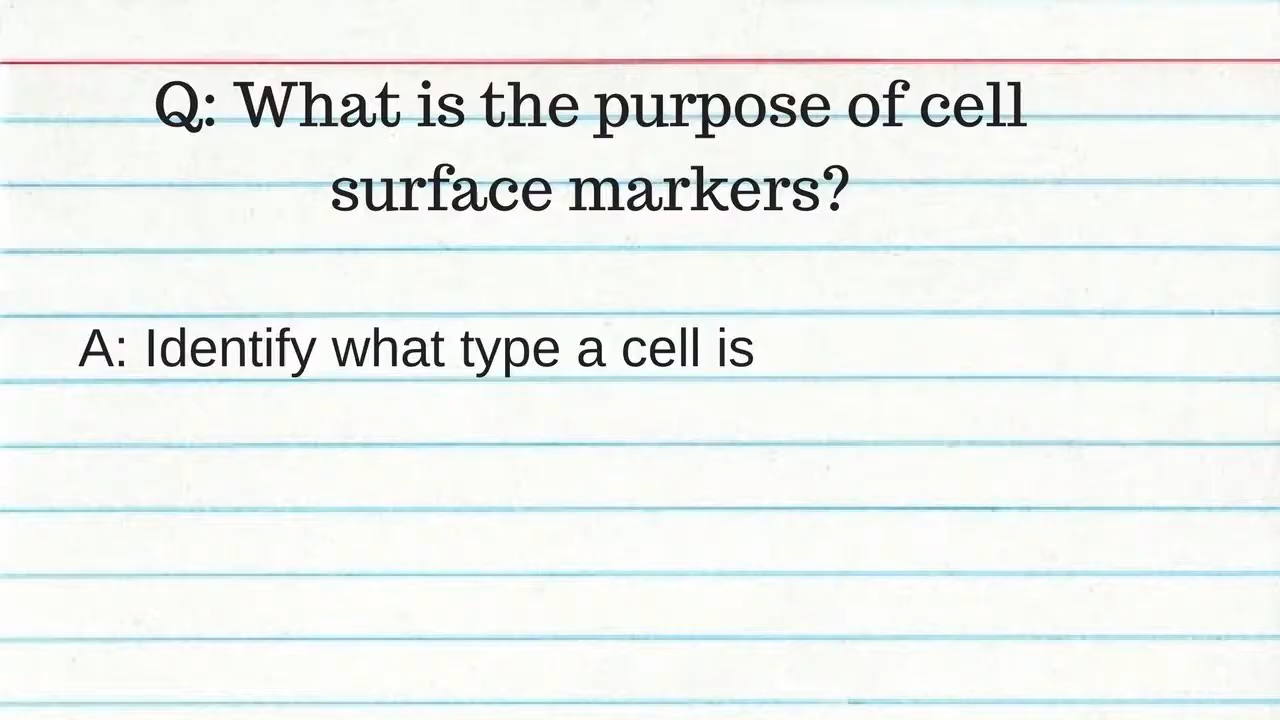 Q: What is the purpose of cell
surface markers?
A: Identify what type a cell is